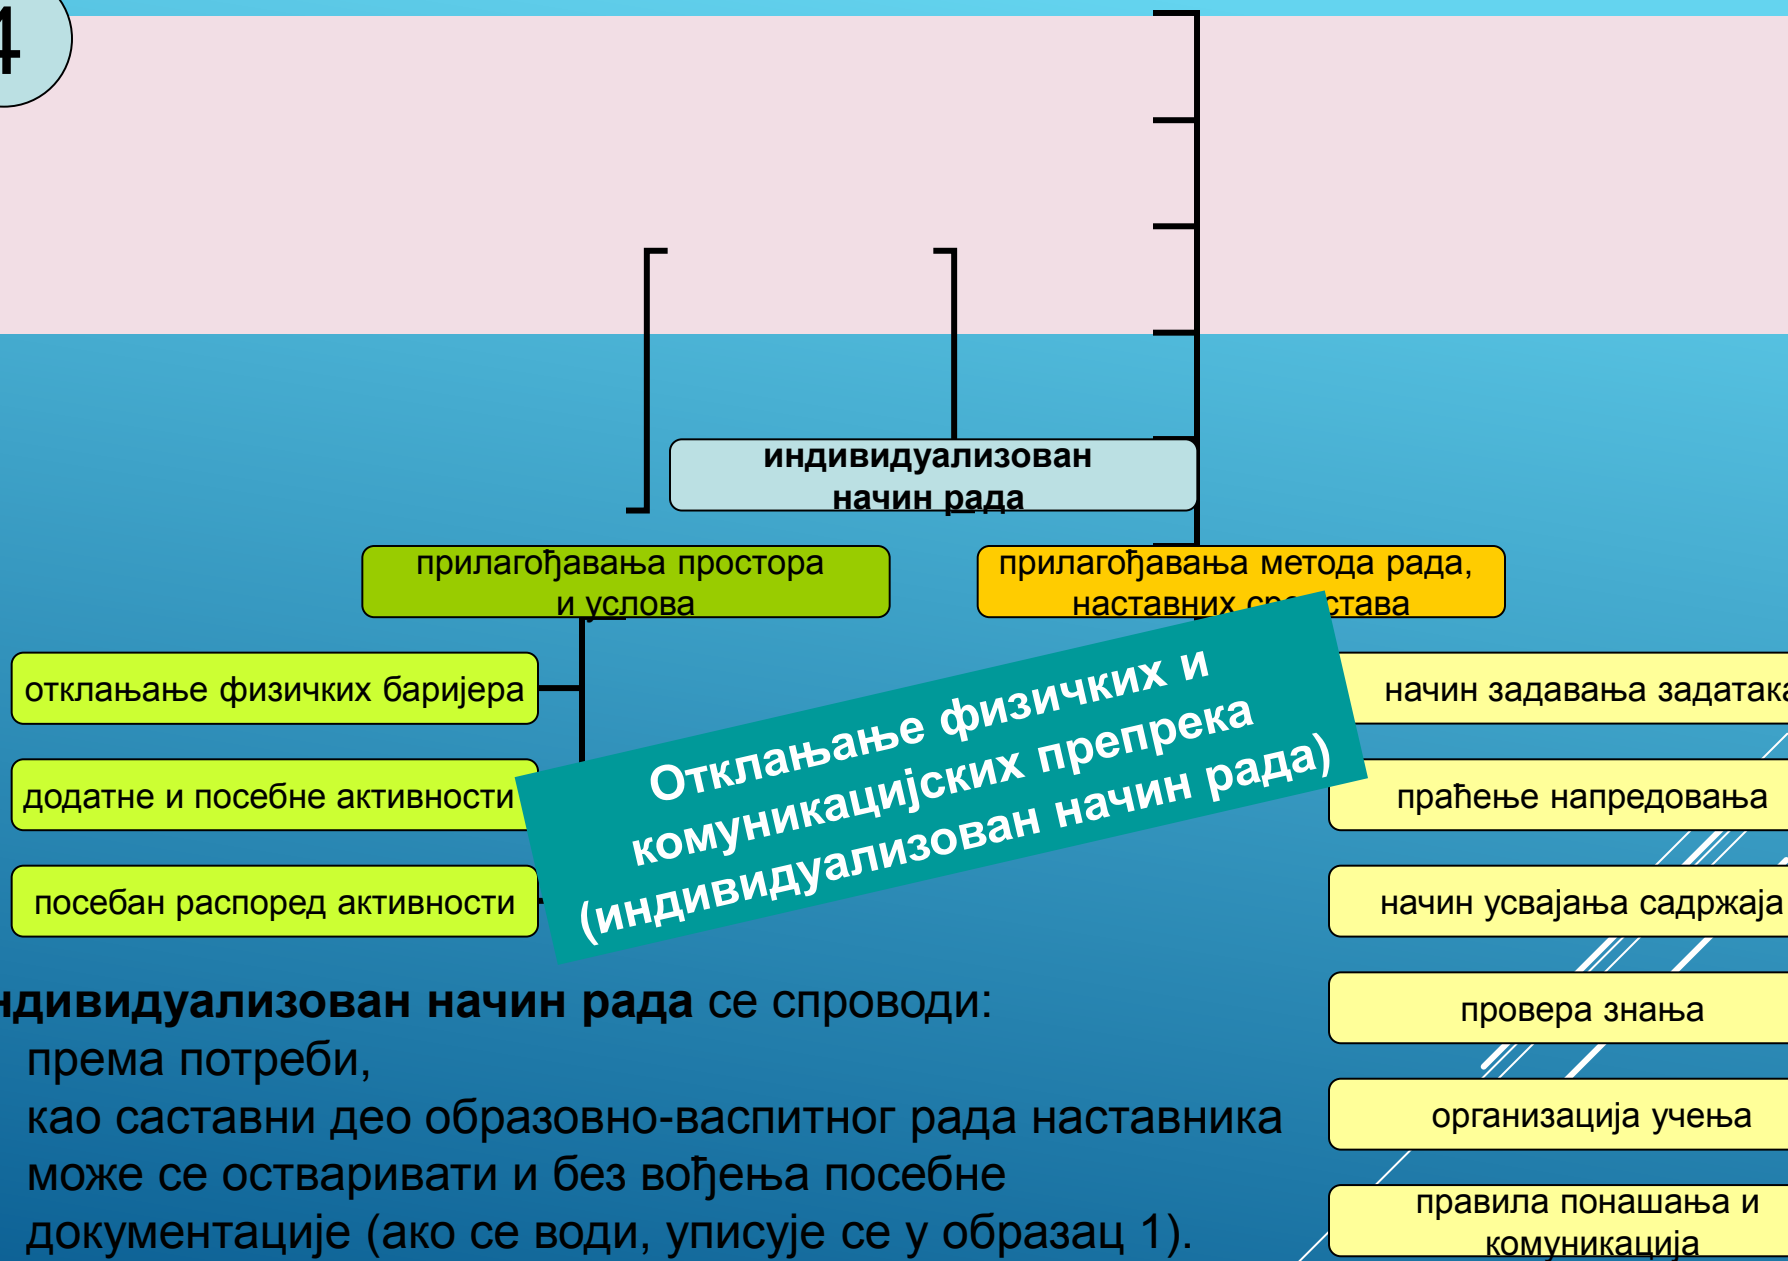 4
индивидуализован
начин рада
прилагођавања простора
и услова
прилагођавања метода рада,
наставних средстава
отклањање физичких баријера
додатне и посебне активности
посебан распоред активности
Отклањање физичких и
комуникацијских препрека
(индивидуализован начин рада)
начин задавања задатака
праћење напредовања
начин усвајања садржаја
провера знања
организација учења
правила понашања и
комуникација
ндивидуализован начин рада се спроводи:
према потреби,
као саставни део образовно-васпитног рада наставника
може се остваривати и без вођења посебне
документације (ако се води, уписује се у образац 1).